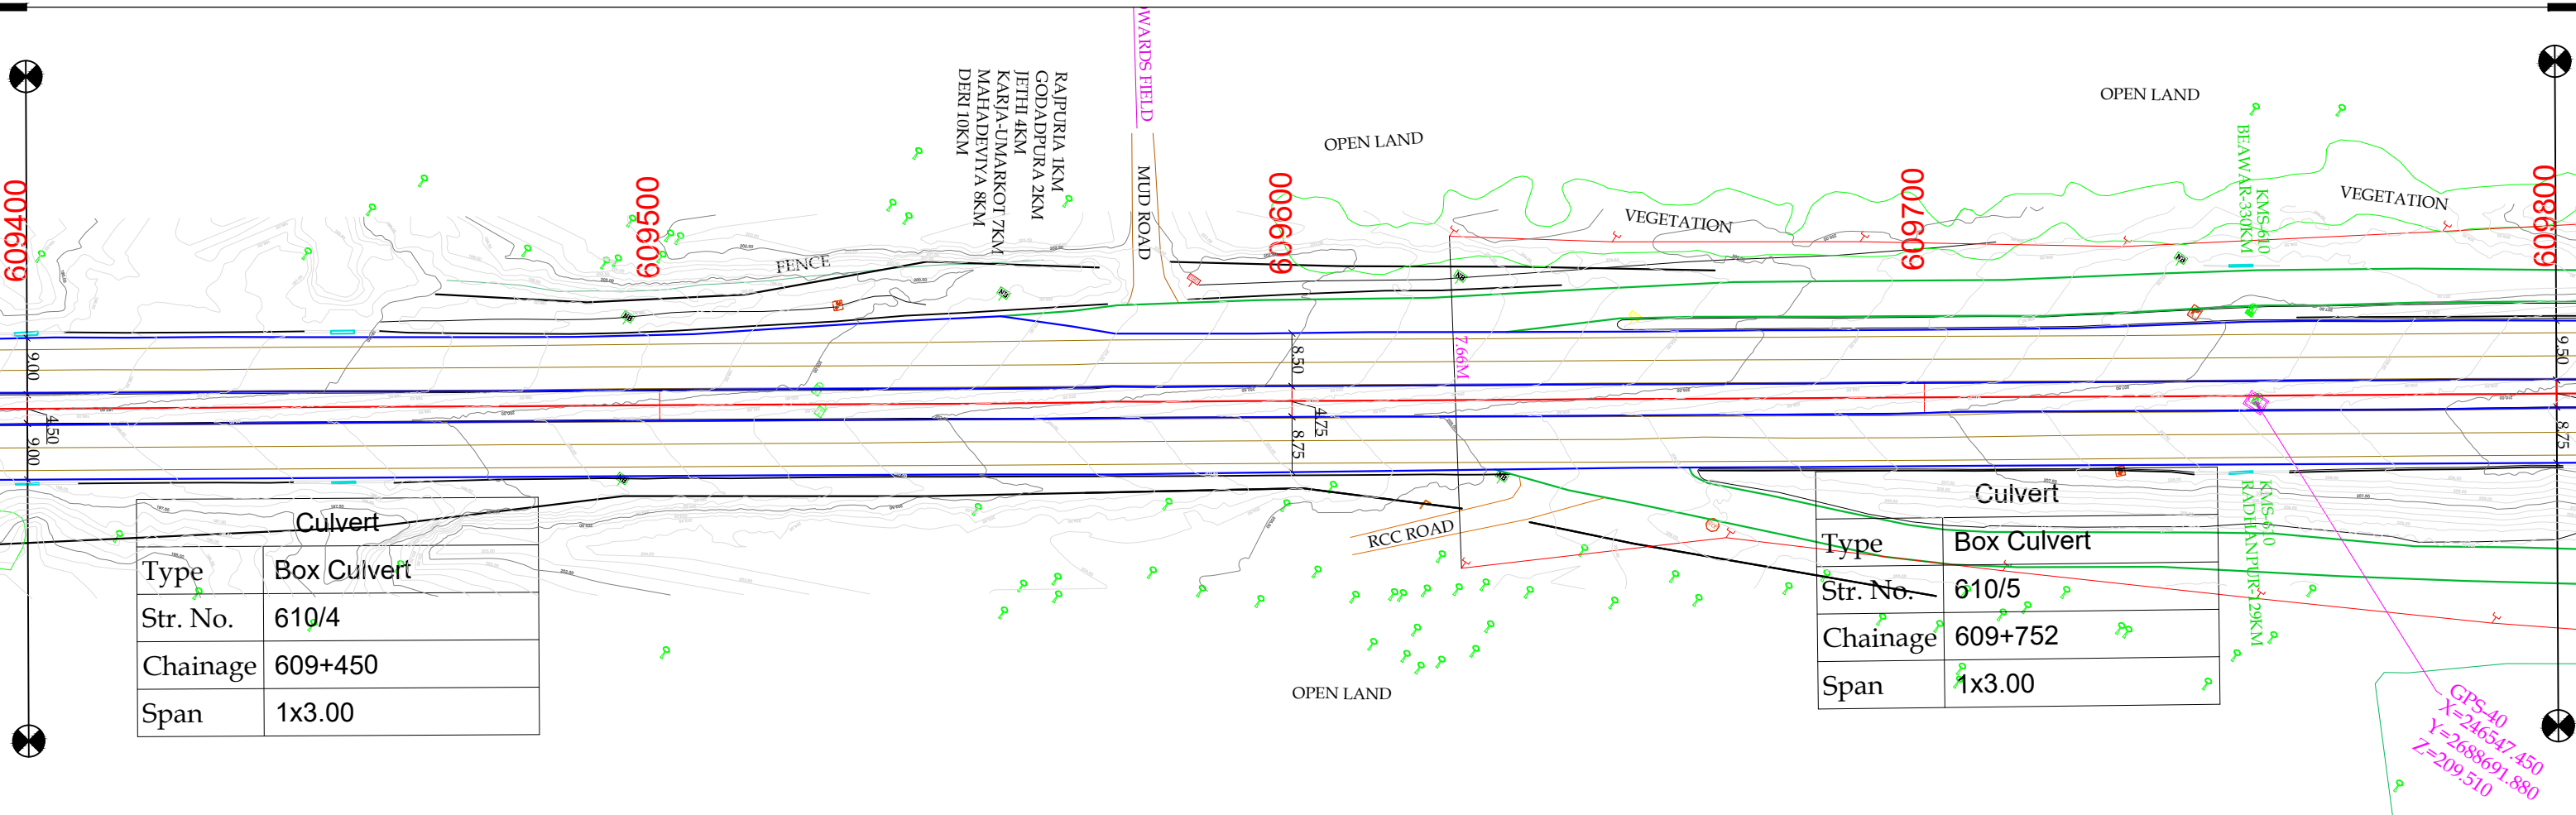 WARDS FIELD
RAJPURIA 1KM
GODADPURA 2KM
JETHI 4KM
KARJA-UMARKOT 7KM
MAHADEVIYA 8KM
DERI 10KM
MUD ROAD
OPEN LAND
OPEN LAND
609400
609500
609600
609700
609800
FENCE
VEGETATION
VEGETATION
KMS-610
BEAWAR-330KM
9.00
4.50
9.00
8.50
4.75
8.75
7.66M
9.50
8.75
RCC ROAD
KMS-610
RADHANPUR-129KM
Culvert
Type Box Culvert
Str. No. 610/4
Chainage 609+450
Span 1x3.00
Culvert
Type Box Culvert
Str. No. 610/5
Chainage 609+752
Span 1x3.00
OPEN LAND
GPS-40
X=246547.450
Y=2688691.880
Z=209.510